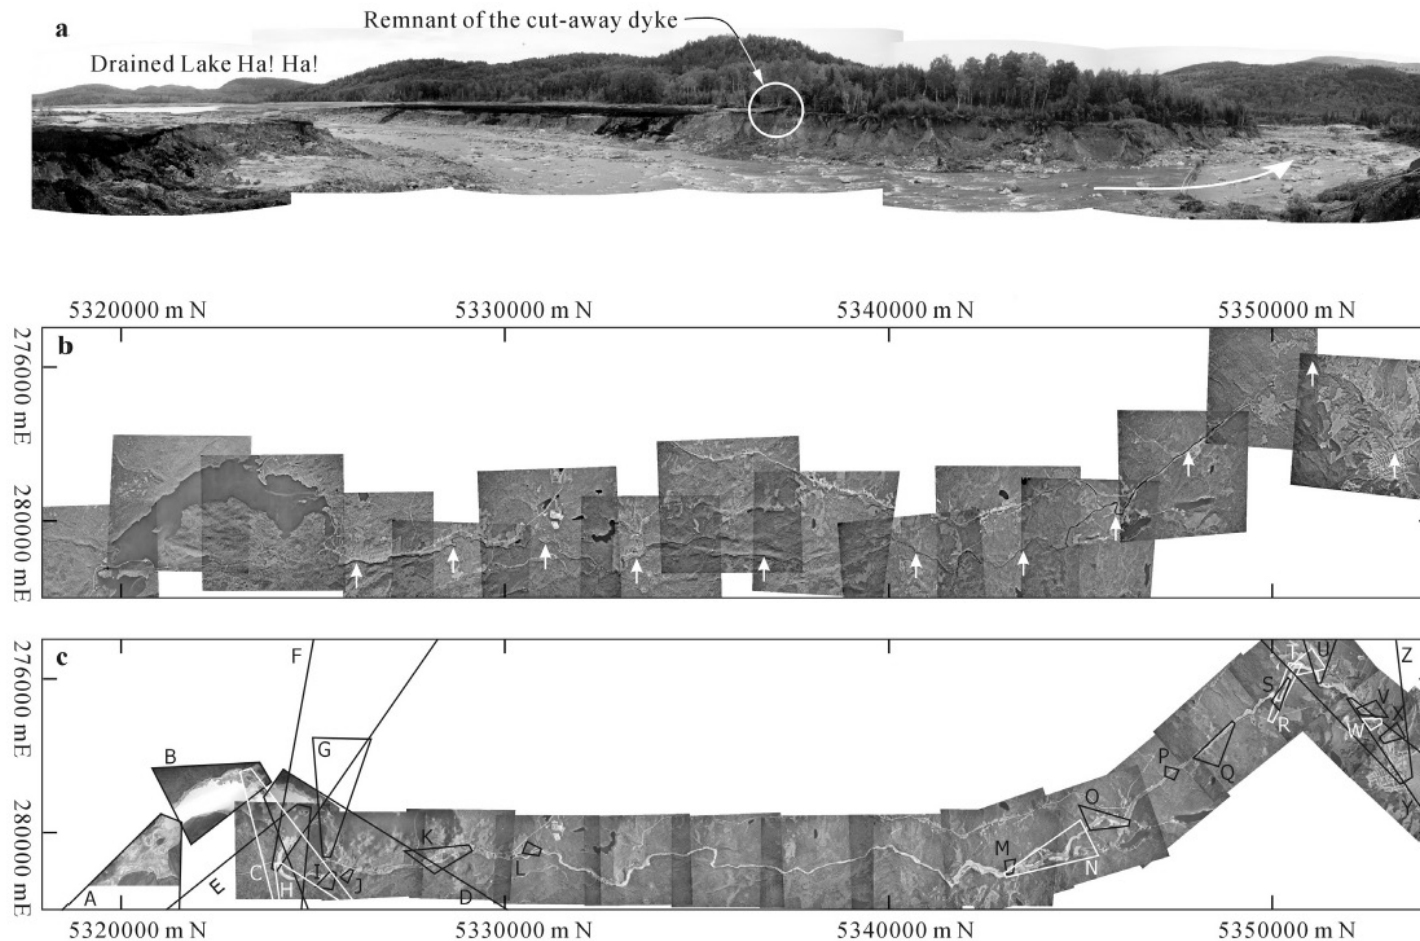 a
Remnant of the cut-away dyke
Drained Lake Ha! Ha!
5320000 m N 5330000 m N 5340000 m N 5350000 m N
b
276000 mE
280000 mE
c
276000 mE
280000 mE
F
G
B
A
E
C
H
I
J
K
D
L
M
N
O
P
Q
R
S
T
U
V
W
X
Y
Z
5320000 m N 5330000 m N 5340000 m N 5350000 m N